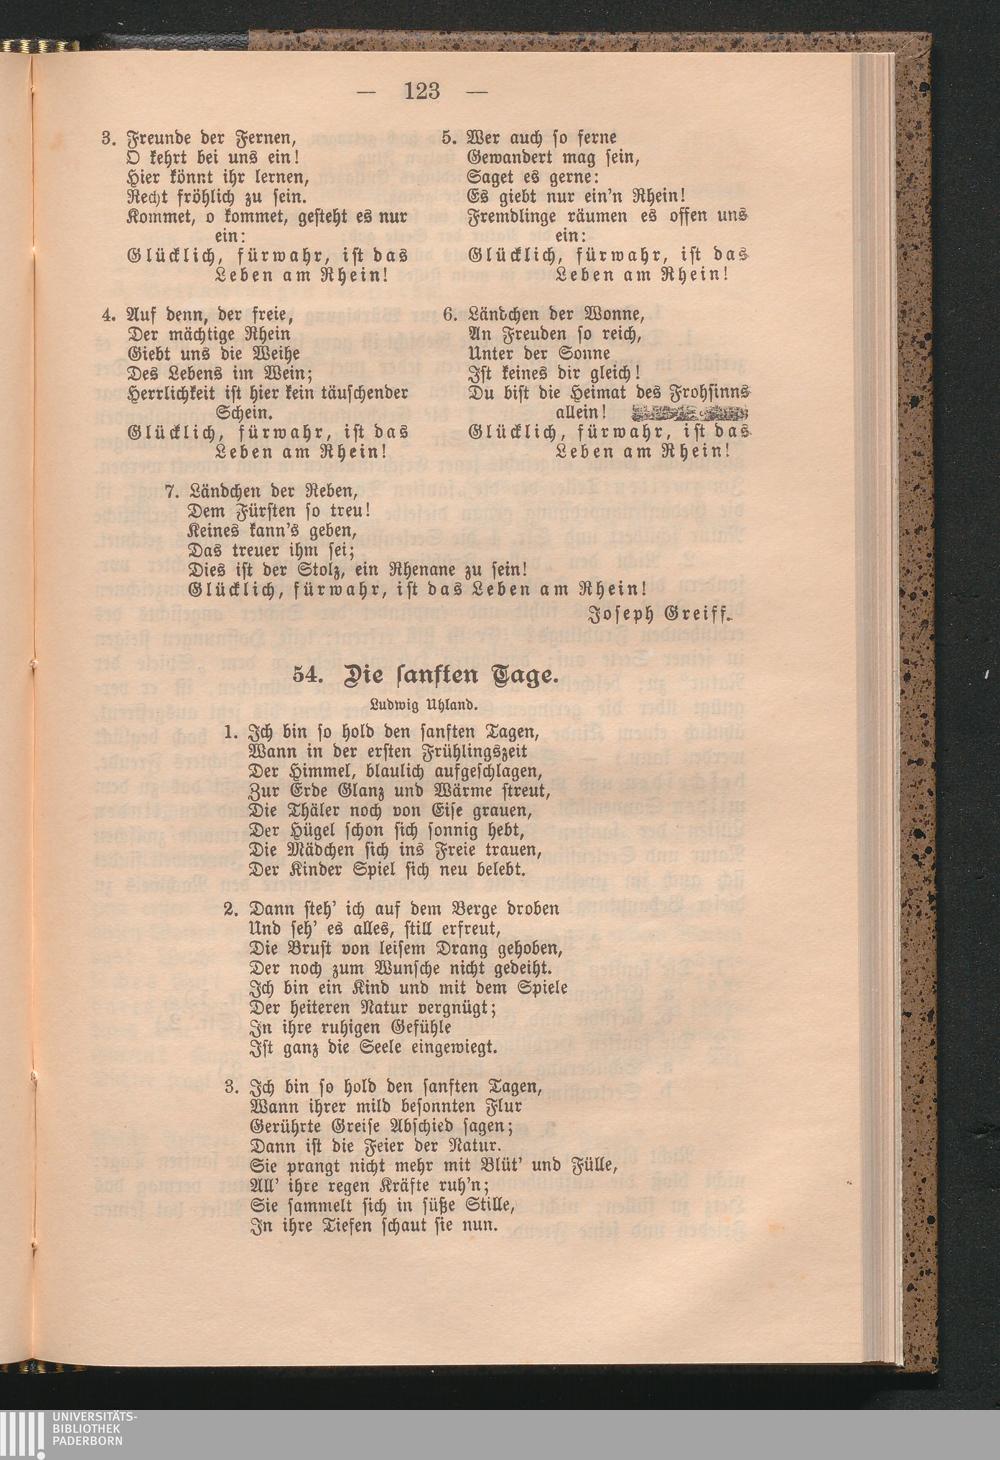 — 123 —
3. Freunde der Fernen,
O kehrt bei uns ein!
Hier könnt ihr lernen,
Recht fröhlich zu sein.
Kommet, o kommet, gesteht es nur
ein:
Glücklich, fürwahr, ist das
Leben am Rhein!
4. Auf denn, der freie,
Der mächtige Rhein
Giebt uns die Weihe
Des Lebens im Wein;
Herrlichkeit ist hier kein täuschender
Schein.
Glücklich, fürwahr, ist das
Leben am Rhein!
5. Wer auch so ferne
Gewandert mag sein,
Saget es gerne:
Es giebt nur ein'n Rhein!
Fremdlinge räumen es offen uns
ein:
Glücklich, fürwahr, ist das
Leben am Rhein!
6. Ländchen der Wonne,
An Freuden so reich,
Unter der Sonne
Ist keines dir gleich!
Du bist die Heimat des Frohsinns
allein!
Glücklich, fürwahr, ist das
Leben am Rhein!
7. Ländchen der Reben,
Dem Fürsten so treu!
Keines kann's geben,
Das treuer ihm sei;
Dies ist der Stolz, ein Rhenane zu sein!
Glücklich, fürwahr, ist das Leben am Rhein!
Joseph Greiff.
54. Die sanften Tage.
Ludwig Uhland.
1. Ich bin so hold den sanften Tagen,
Wann in der ersten Frühlingszeit
Der Himmel, blaulich aufgeschlagen,
Zur Erde Glanz und Wärme streut,
Die Thäler noch von Eise grauen,
Der Hügel schon sich sonnig hebt,
Die Mädchen sich ins Freie trauen,
Der Kinder Spiel sich neu belebt.
2. Dann steh' ich auf dem Berge droben
Und seh' es alles, still erfreut,
Die Brust von leisem Drang gehoben,
Der noch zum Wunsche nicht gedeiht.
Ich bin ein Kind und mit dem Spiele
Der heiteren Natur vergnügt;
In ihre ruhigen Gefühle
Ist ganz die Seele eingewiegt.
3. Ich bin so hold den sanften Tagen,
Wann ihrer mild besonnten Flur
Gerührte Greise Abschied sagen;
Dann ist die Feier der Natur.
Sie prangt nicht mehr mit Blüt' und Fülle,
All' ihre regen Kräfte ruh'n;
Sie sammelt sich in süße Stille,
In ihre Tiefen schaut sie nun.
UNIVERSITÄTS-
BIBLIOTHEK
PADERBORN